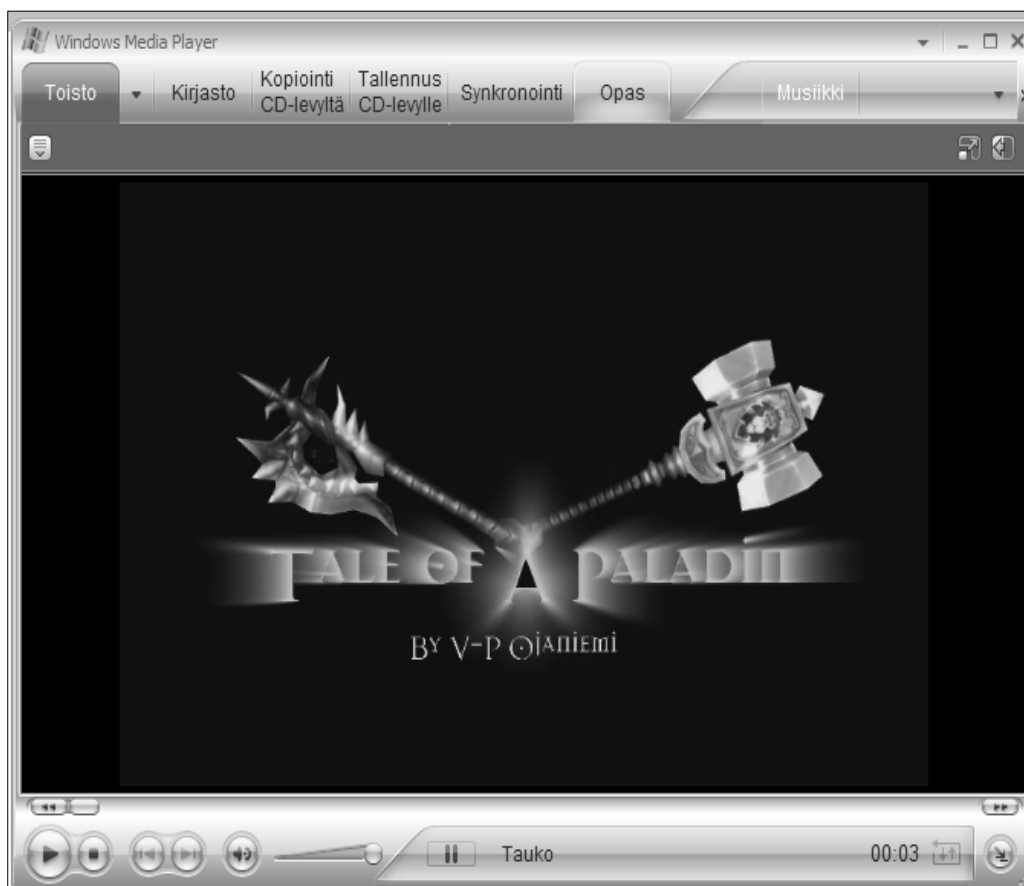 Windows Media Player
Toisto Kirjasto Kopiointi CD-levyltä Tallennus CD-levylle Synkronointi Opas Musiikki
TALE OF A PALADIN
BY V-P OJANIEMI
Tauko 00:03